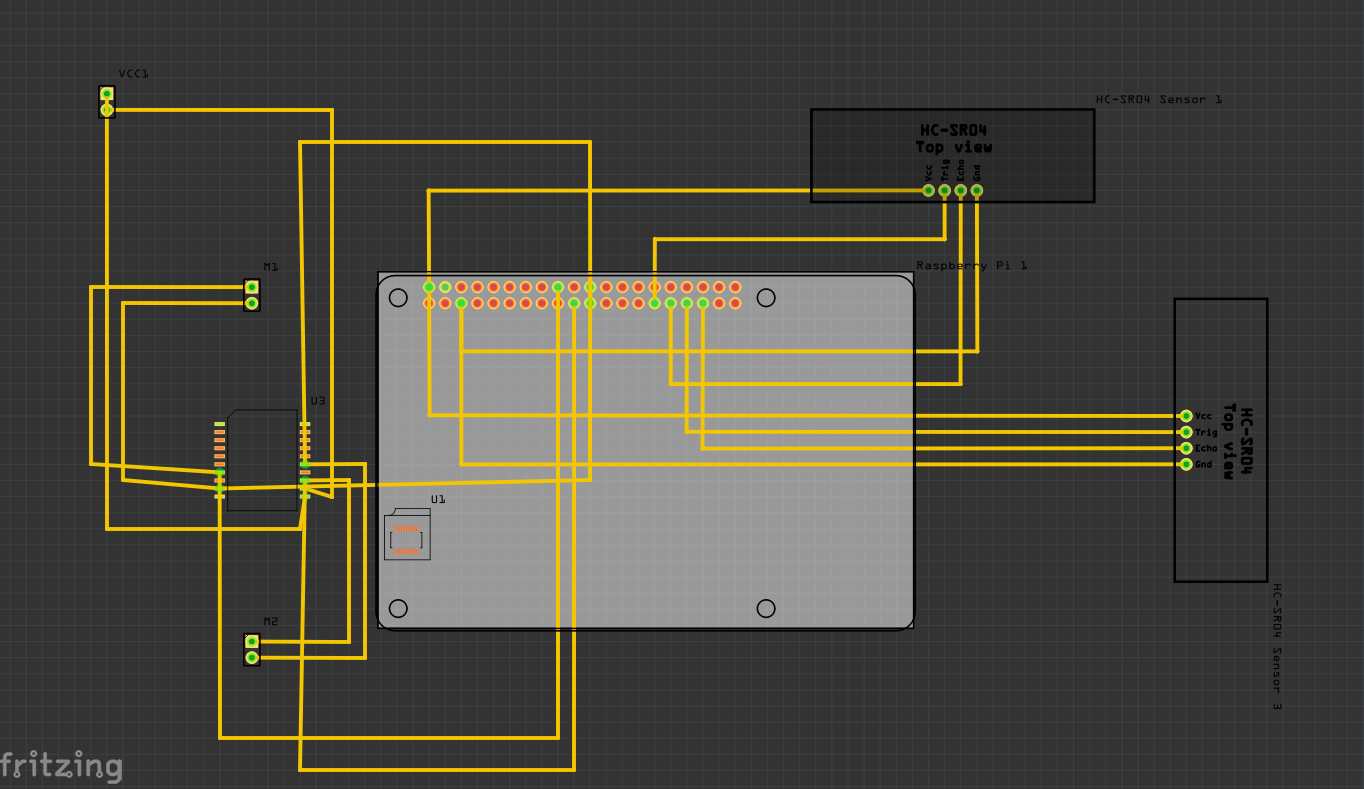 VCC1
HC-SR04 Sensor 1
HC-SR04
Top view
Vcc
Trig
Echo
Gnd
M1
Raspberry Pi 1
U3
Vcc
Trig
Echo
Gnd
HC-SR04
Top view
U1
HC-SR04 Sensor 3
M2
fritzing